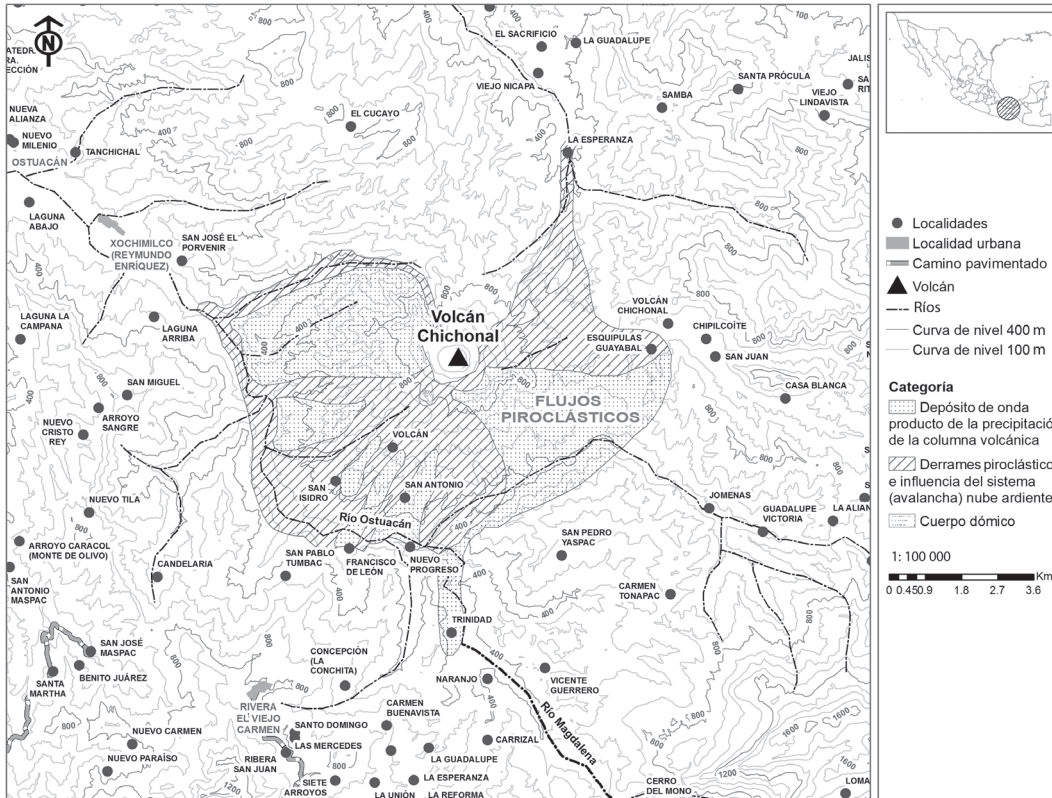 N
EL SACRIFICIO
LA GUADALUPE
VIEJO NICAPA
SANTA PRÓCULA
SAMBA
VIEJO
LINDAVISTA
ECCIÓN
NUEVA
ALIANZA
NUEVO
MILENIO
OSTUACÁN
TANCHICHAL
EL CUCAYO
LA ESPERANZA
LAGUNA
ABAJO
XOCHIMILCO
(REYMUNDO
ENRÍQUEZ)
SAN JOSÉ EL
PORVENIR
LAGUNA LA
CAMPANA
LAGUNA
ARRIBA
Volcán
Chichonal
VOLCÁN
CHICHONAL
CHIPILCOÍTE
ESQUIPULAS
GUAYABAL
SAN JUAN
CASA BLANCA
SAN MIGUEL
ARROYO
SANGRE
NUEVO
CRISTO
REY
FLUJOS
PIROCLÁSTICOS
VOLCÁN
SAN
ISIDRO
SAN ANTONIO
NUEVO TILA
Río Ostuacán
JOMENAS
GUADALUPE
VICTORIA
LA ALIAN
ARROYO CARACOL
(MONTE DE OLIVO)
SAN
ANTONIO
MASPAC
CANDELARIA
SAN PABLO
TUMBAC
FRANCISCO
DE LEÓN
NUEVO
PROGRESO
SAN PEDRO
YASPAC
CARMEN
TONAPAC
TRINIDAD
SAN JOSÉ
MASPAC
BENITO JUÁREZ
SANTA
MARTHA
CONCEPCIÓN
(LA
CONCHITA)
NARANJO
VICENTE
GUERRERO
RIVERA
EL VIEJO
CARMEN
Río Magdalena
CARMEN
BUENAVISTA
SANTO DOMINGO
LAS MERCEDES
NUEVO CARMEN
NUEVO PARAÍSO
RIBERA
SAN JUAN
SIETE
ARROYOS
LA UNIÓN
LA GUADALUPE
LA ESPERANZA
LA REFORMA
CARRIZAL
CERRO
DEL MONO
LOMA
400
800
1200
1600
Localidades
Localidad urbana
Camino pavimentado
Volcán
Ríos
Curva de nivel 400 m
Curva de nivel 100 m
Categoría
Depósito de onda
producto de la precipitació
de la columna volcánica
Derrames piroclástico
e influencia del sistema
(avalancha) nube ardiente
Cuerpo dómico
1: 100 000
0 0.450.9 1.8 2.7 3.6 Km